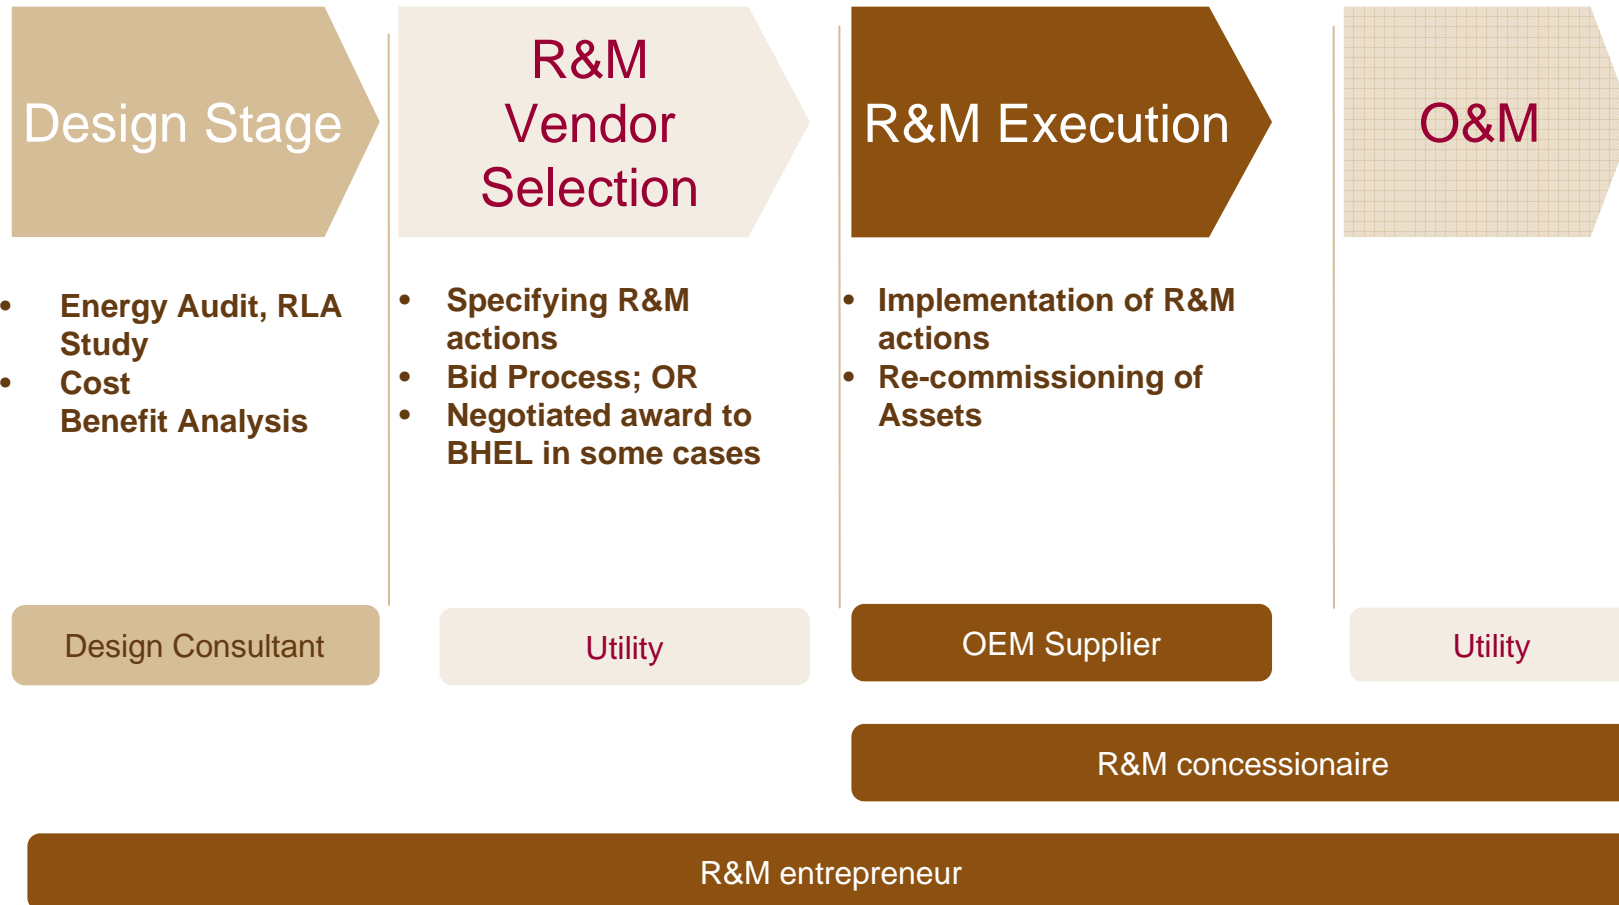 Design Stage
R&M
Vendor
Selection
R&M Execution
O&M
• Energy Audit, RLA
Study
• Cost
Benefit Analysis
• Specifying R&M
actions
• Bid Process; OR
• Negotiated award to
BHEL in some cases
• Implementation of R&M
actions
• Re-commissioning of
Assets
Design Consultant
Utility
OEM Supplier
Utility
R&M concessionaire
R&M entrepreneur